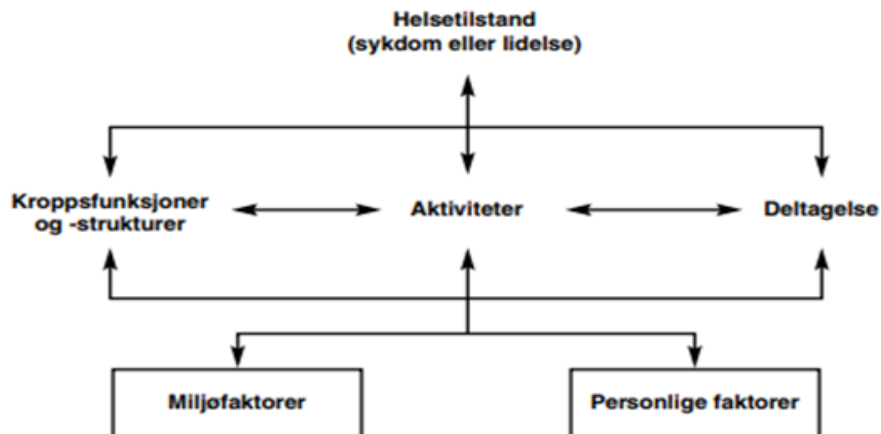 Helsetilstand
(sykdom eller lidelse)
Kroppsfunksjoner
og -strukturer
Aktiviteter
Deltagelse
Miljøfaktorer
Personlige faktorer